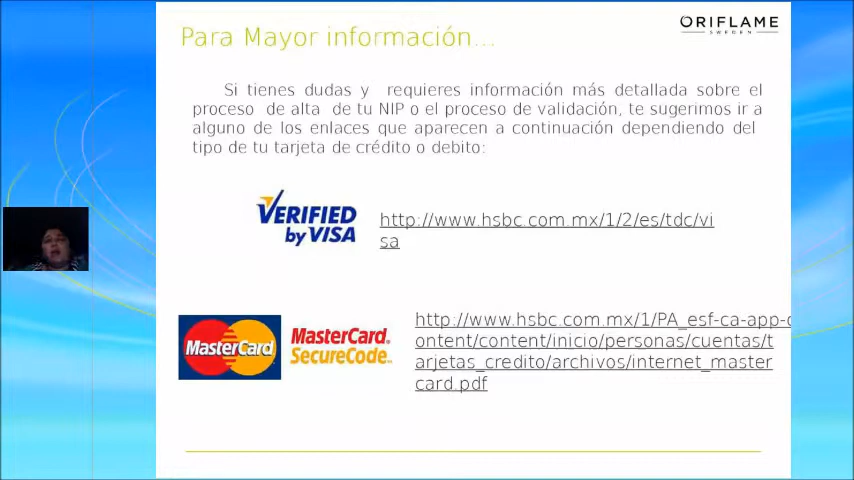 Para Mayor información...
ORIFLAME
SWEDEN
Si tienes dudas y requieres información más detallada sobre el
proceso de alta de tu NIP o el proceso de validación, te sugerimos ir a
alguno de los enlaces que aparecen a continuación dependiendo del
tipo de tu tarjeta de crédito o debito:
VERIFIED
by VISA
http://www.hsbc.com.mx/1/2/es/tdc/vi
sa
MasterCard
MasterCard.
SecureCode
http://www.hsbc.com.mx/1/PA_esf-ca-app-c
ontent/content/inicio/personas/cuentas/t
arjetas_credito/archivos/internet_master
card.pdf